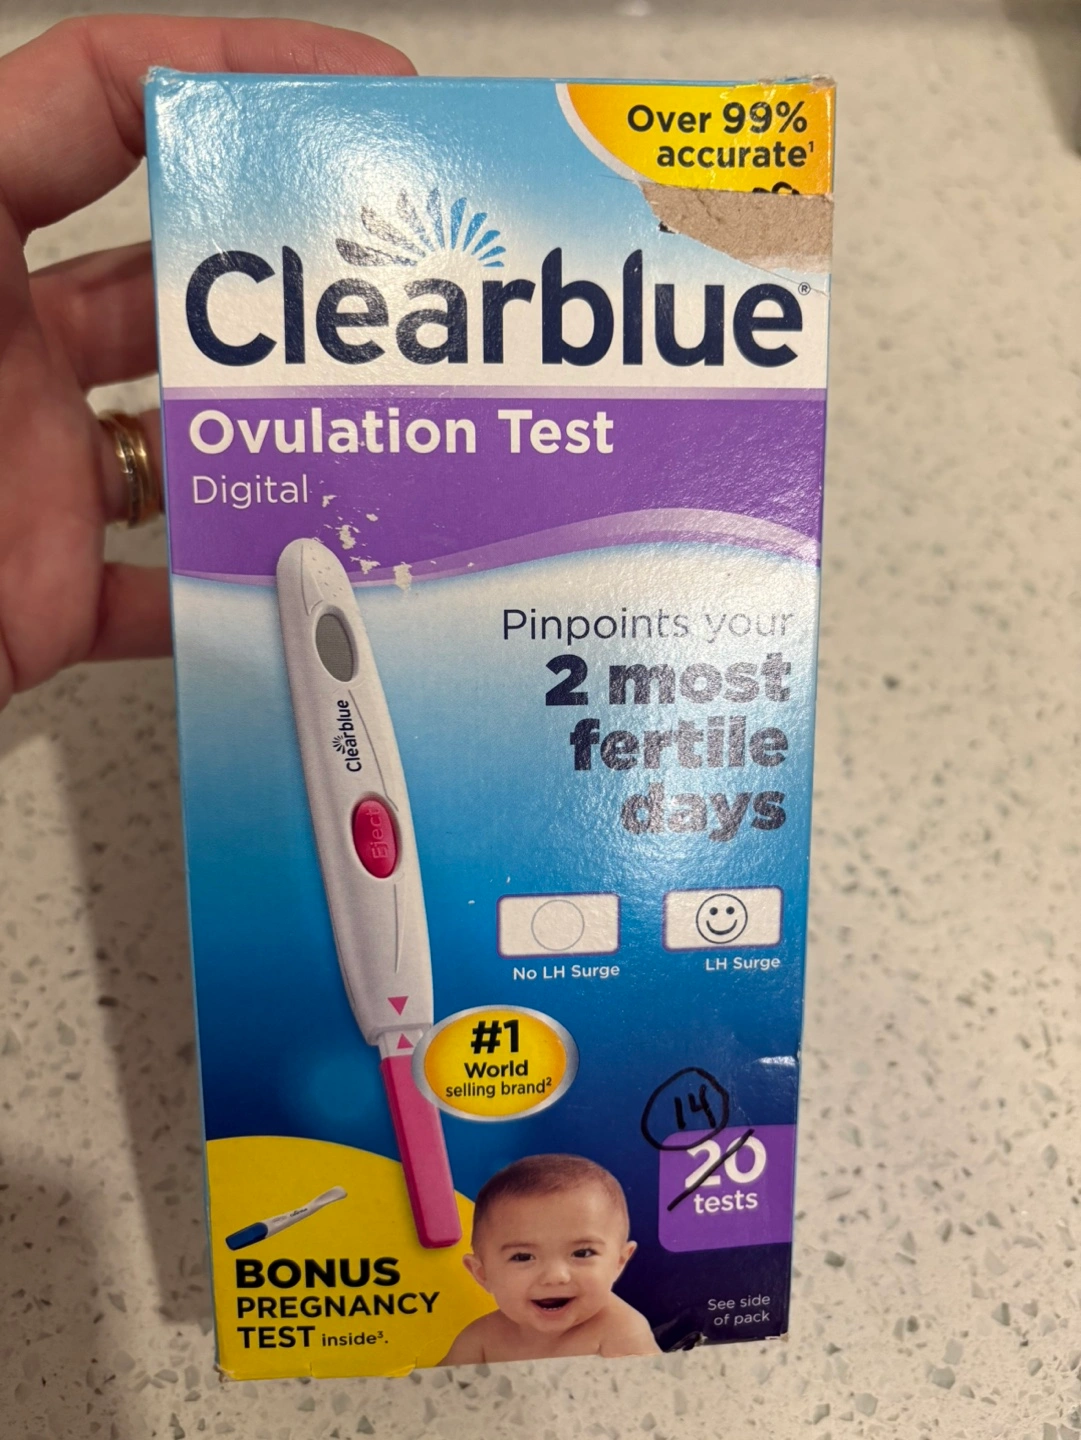 Over 99%
accurate¹
Clearblue®
Ovulation Test
Digital
Pinpoints your
2 most
fertile
days
Clearblue
Eject
No LH Surge
LH Surge
#1
World
selling brand²
14
20
tests
BONUS
PREGNANCY
TEST inside³.
See side
of pack